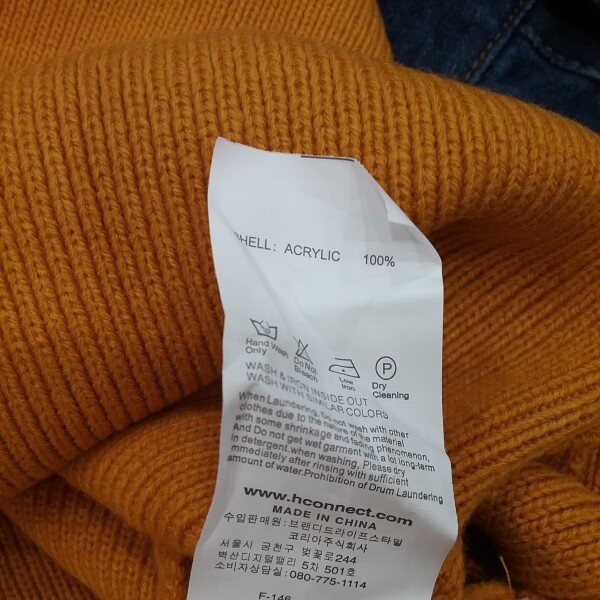 SHELL: ACRYLIC 100%
Hand Wash Only
Do Not Bleach
Low Iron
P
Dry Cleaning
WASH & IRON INSIDE OUT
WASH WITH SIMILAR COLORS
When Laundering, Do not wash with other
clothes due to the nature of the material
with some shrinkage and fading phenomenon.
And Do not get wet garment with a lot long-term
In detergent.when washing, Please dry
immediately after rinsing with sufficient
amount of water.Prohibition of Drum Laundering
www.hconnect.com
MADE IN CHINA
수입판매원: 브랜디드라이프스타일
코리아주식회사
서울시 금천구 벚꽃로244
벽산디지털밸리 5차 501호
소비자상담실: 080-775-1114
F-146